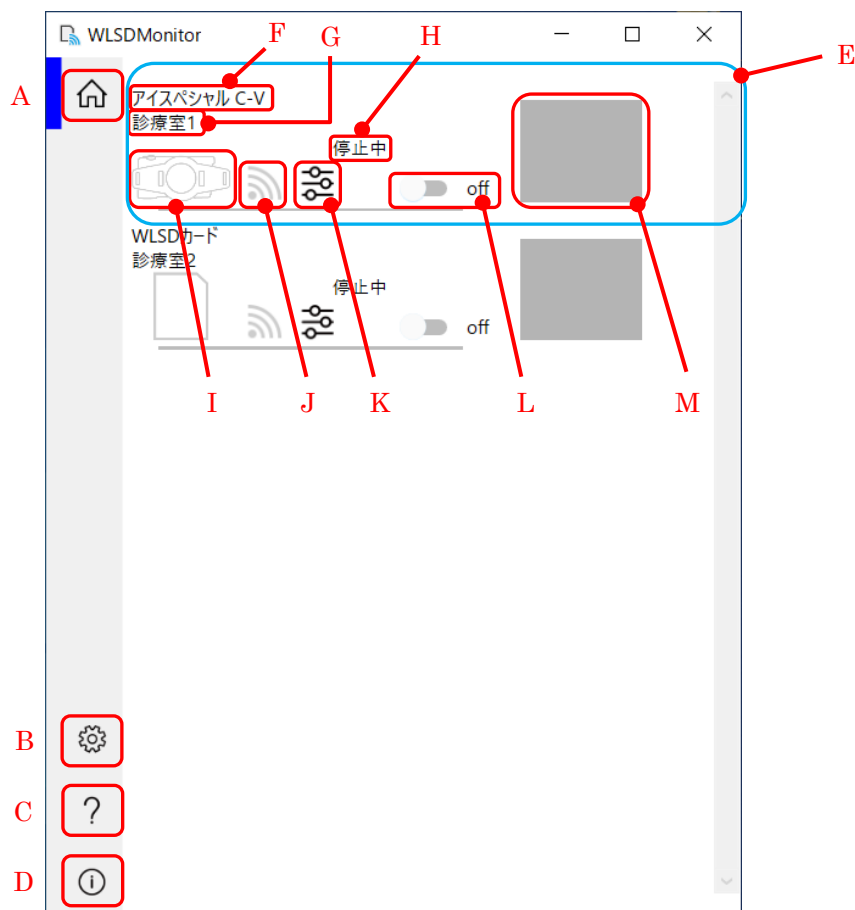 WLSDMonitor
F
G
H
E
A
アイスペシャル C-V
診療室1
停止中
off
WLSDカード
診療室2
停止中
off
I
J
K
L
M
B
C
?
D